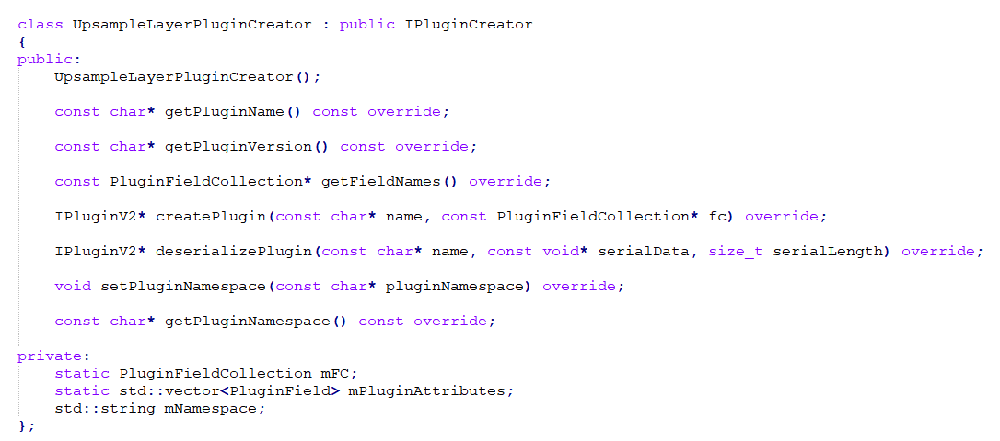 class UpsampleLayerPluginCreator : public IPluginCreator
{
public:
    UpsampleLayerPluginCreator();
    const char* getPluginName() const override;
    const char* getPluginVersion() const override;
    const PluginFieldCollection* getFieldNames() override;
    IPluginV2* createPlugin(const char* name, const PluginFieldCollection* fc) override;
    IPluginV2* deserializePlugin(const char* name, const void* serialData, size_t serialLength) override;
    void setPluginNamespace(const char* pluginNamespace) override;
    const char* getPluginNamespace() const override;
private:
    static PluginFieldCollection mFC;
    static std::vector<PluginField> mPluginAttributes;
    std::string mNamespace;
};